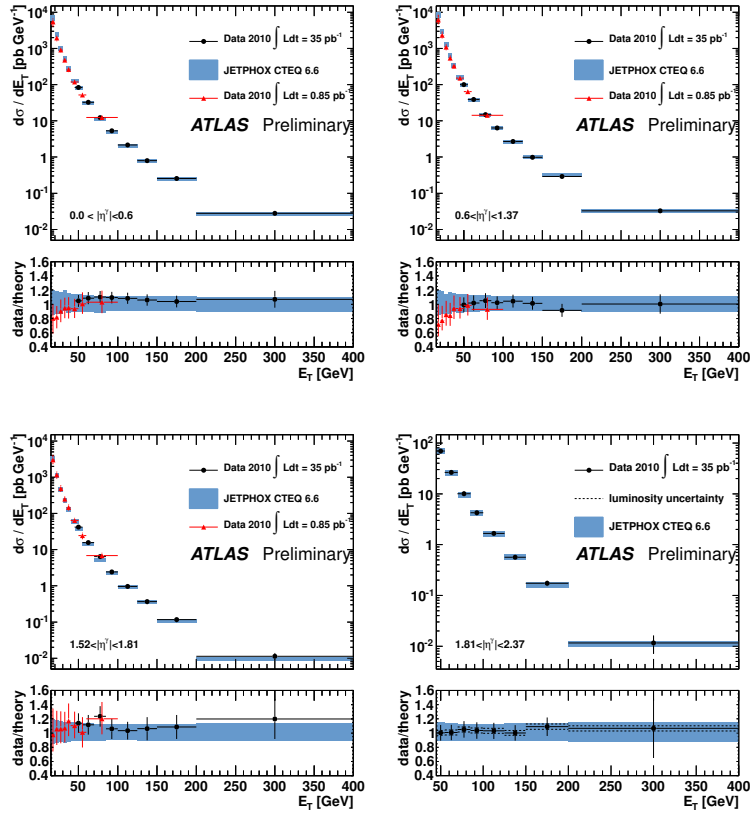 dσ / dE_T [pb GeV⁻¹]
10⁴
10³
10²
10
1
10⁻¹
10⁻²
Data 2010 ∫ Ldt = 35 pb⁻¹
JETPHOX CTEQ 6.6
Data 2010 ∫ Ldt = 0.85 pb⁻¹
ATLAS Preliminary
0.0 < |η^γ|<0.6
data/theory
1.6
1.4
1.2
1
0.8
0.6
0.4
50 100 150 200 250 300 350 400
E_T [GeV]
dσ / dE_T [pb GeV⁻¹]
10⁴
10³
10²
10
1
10⁻¹
10⁻²
Data 2010 ∫ Ldt = 35 pb⁻¹
JETPHOX CTEQ 6.6
Data 2010 ∫ Ldt = 0.85 pb⁻¹
ATLAS Preliminary
0.6<|η^γ|<1.37
data/theory
1.6
1.4
1.2
1
0.8
0.6
0.4
50 100 150 200 250 300 350 400
E_T [GeV]
dσ / dE_T [pb GeV⁻¹]
10⁴
10³
10²
10
1
10⁻¹
10⁻²
Data 2010 ∫ Ldt = 35 pb⁻¹
JETPHOX CTEQ 6.6
Data 2010 ∫ Ldt = 0.85 pb⁻¹
ATLAS Preliminary
1.52<|η^γ|<1.81
data/theory
1.6
1.4
1.2
1
0.8
0.6
0.4
50 100 150 200 250 300 350 400
E_T [GeV]
dσ / dE_T [pb GeV⁻¹]
10²
10
1
10⁻¹
10⁻²
Data 2010 ∫ Ldt = 35 pb⁻¹
luminosity uncertainty
JETPHOX CTEQ 6.6
ATLAS Preliminary
1.81<|η^γ|<2.37
data/theory
1.6
1.4
1.2
1
0.8
0.6
0.4
50 100 150 200 250 300 350 400
E_T [GeV]